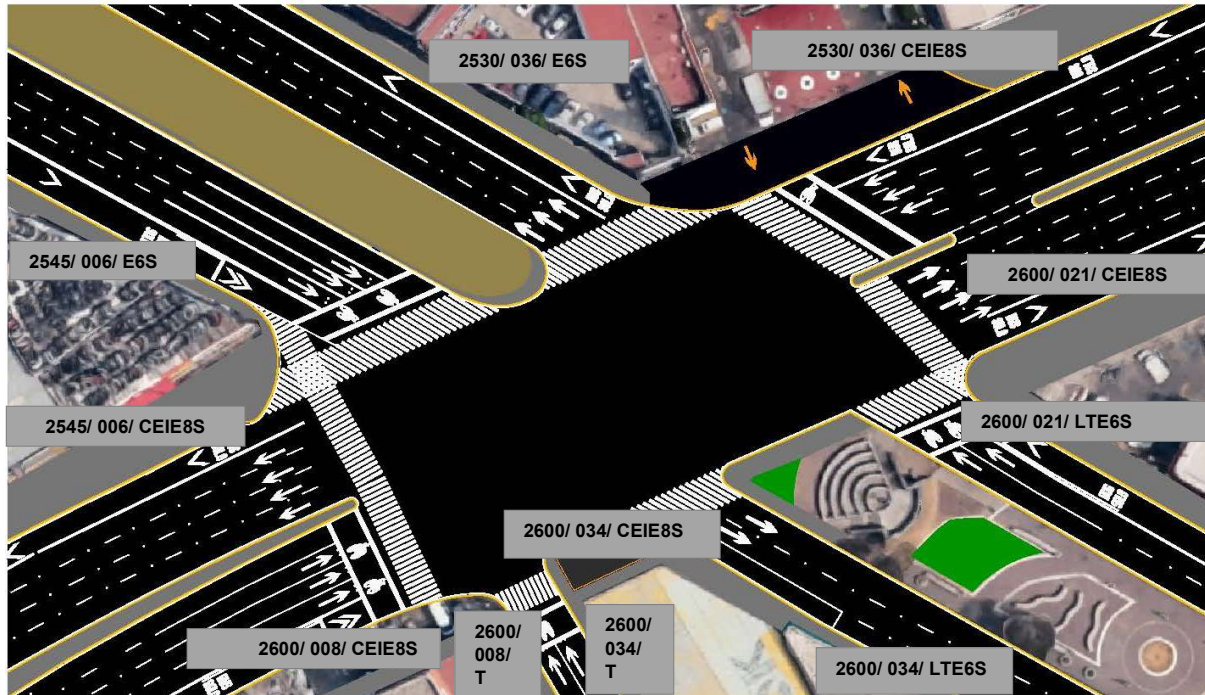 2530/ 036/ E6S
2530/ 036/ CEIE8S
2545/ 006/ E6S
2600/ 021/ CEIE8S
2545/ 006/ CEIE8S
2600/ 021/ LTE6S
2600/ 034/ CEIE8S
2600/ 008/ CEIE8S
2600/
008/
T
2600/
034/
T
2600/ 034/ LTE6S